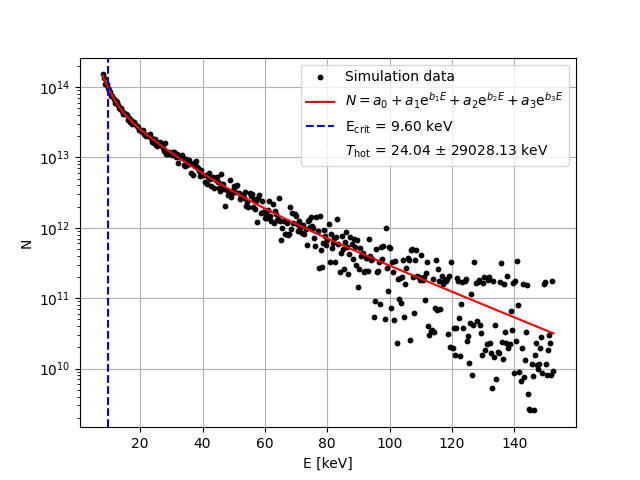 Simulation data
N = a₀ + a₁e^{b₁E} + a₂e^{b₂E} + a₃e^{b₃E}
E_crit = 9.60 keV
T_hot = 24.04 ± 29028.13 keV
N
10¹⁴
10¹³
10¹²
10¹¹
10¹⁰
20 40 60 80 100 120 140
E [keV]